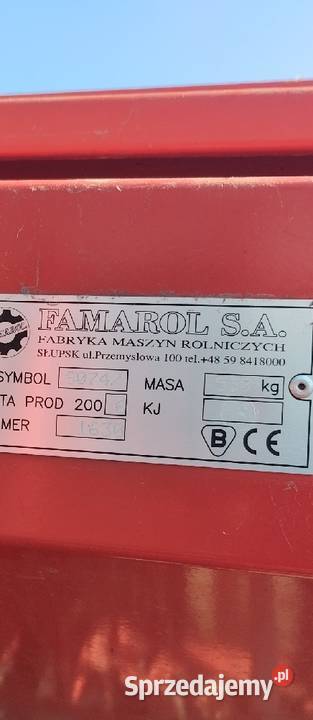 FAMAROL S.A.
FABRYKA MASZYN ROLNICZYCH
SŁUPSK ul.Przemysłowa 100 tel.+48 59 8418000
SYMBOL MASA kg
TA PROD 200 KJ
MER 1630
B CE
Sprzedajemy.pl